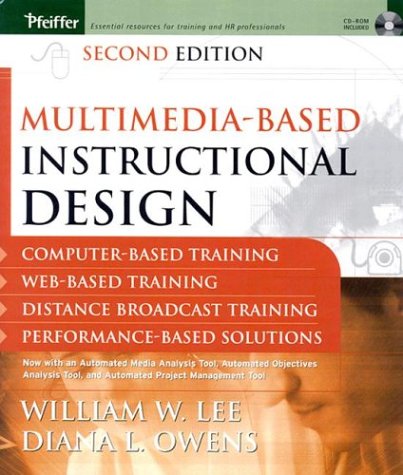 Pfeiffer
Essential resources for training and HR professionals
CD-ROM
INCLUDED
SECOND EDITION
MULTIMEDIA-BASED
INSTRUCTIONAL
DESIGN
COMPUTER-BASED TRAINING
WEB-BASED TRAINING
DISTANCE BROADCAST TRAINING
PERFORMANCE-BASED SOLUTIONS
Now with an Automated Media Analysis Tool, Automated Objectives
Analysis Tool, and Automated Project Management Tool
WILLIAM W. LEE
DIANA L. OWENS